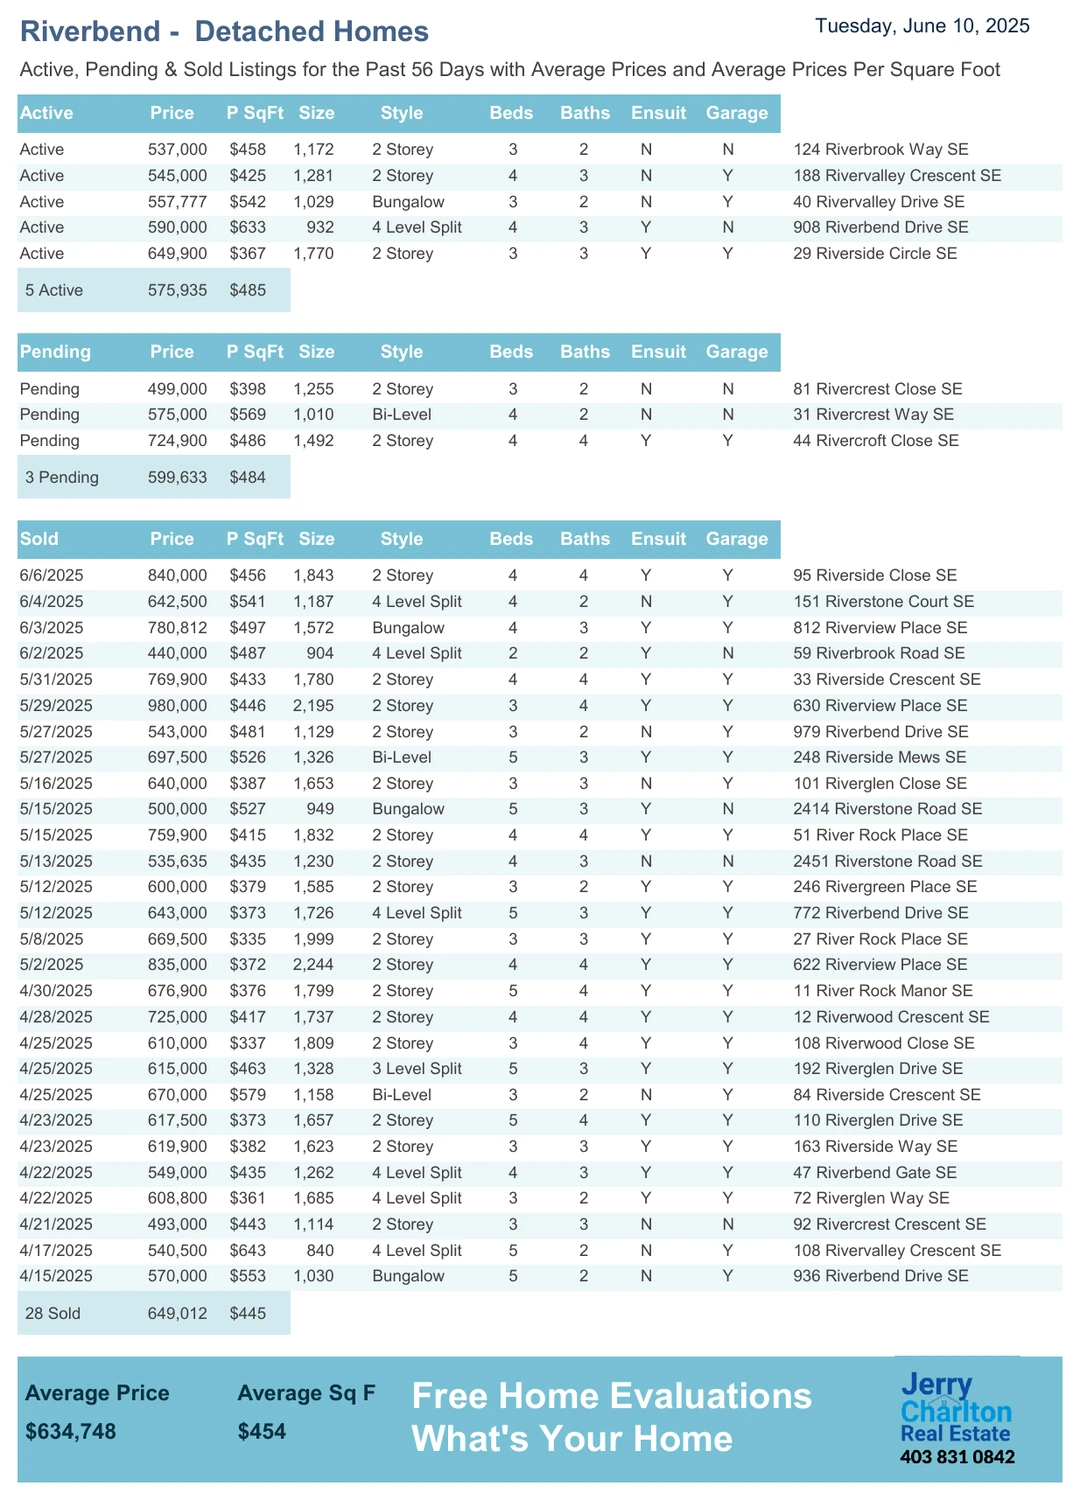 Riverbend - Detached Homes
Tuesday, June 10, 2025
Active, Pending & Sold Listings for the Past 56 Days with Average Prices and Average Prices Per Square Foot
Active Price P SqFt Size Style Beds Baths Ensuit Garage
Active 537,000 $458 1,172 2 Storey 3 2 N N 124 Riverbrook Way SE
Active 545,000 $425 1,281 2 Storey 4 3 N Y 188 Rivervalley Crescent SE
Active 557,777 $542 1,029 Bungalow 3 2 N Y 40 Rivervalley Drive SE
Active 590,000 $633 932 4 Level Split 4 3 Y N 908 Riverbend Drive SE
Active 649,900 $367 1,770 2 Storey 3 3 Y Y 29 Riverside Circle SE
5 Active 575,935 $485
Pending Price P SqFt Size Style Beds Baths Ensuit Garage
Pending 499,000 $398 1,255 2 Storey 3 2 N N 81 Rivercrest Close SE
Pending 575,000 $569 1,010 Bi-Level 4 2 N N 31 Rivercrest Way SE
Pending 724,900 $486 1,492 2 Storey 4 4 Y Y 44 Rivercroft Close SE
3 Pending 599,633 $484
Sold Price P SqFt Size Style Beds Baths Ensuit Garage
6/6/2025 840,000 $456 1,843 2 Storey 4 4 Y Y 95 Riverside Close SE
6/4/2025 642,500 $541 1,187 4 Level Split 4 2 N Y 151 Riverstone Court SE
6/3/2025 780,812 $497 1,572 Bungalow 4 3 Y Y 812 Riverview Place SE
6/2/2025 440,000 $487 904 4 Level Split 2 2 Y N 59 Riverbrook Road SE
5/31/2025 769,900 $433 1,780 2 Storey 4 4 Y Y 33 Riverside Crescent SE
5/29/2025 980,000 $446 2,195 2 Storey 3 4 Y Y 630 Riverview Place SE
5/27/2025 543,000 $481 1,129 2 Storey 3 2 N Y 979 Riverbend Drive SE
5/27/2025 697,500 $526 1,326 Bi-Level 5 3 Y Y 248 Riverside Mews SE
5/16/2025 640,000 $387 1,653 2 Storey 3 3 N Y 101 Riverglen Close SE
5/15/2025 500,000 $527 949 Bungalow 5 3 Y N 2414 Riverstone Road SE
5/15/2025 759,900 $415 1,832 2 Storey 4 4 Y Y 51 River Rock Place SE
5/13/2025 535,635 $435 1,230 2 Storey 4 3 N N 2451 Riverstone Road SE
5/12/2025 600,000 $379 1,585 2 Storey 3 2 Y Y 246 Rivergreen Place SE
5/12/2025 643,000 $373 1,726 4 Level Split 5 3 Y Y 772 Riverbend Drive SE
5/8/2025 669,500 $335 1,999 2 Storey 3 3 Y Y 27 River Rock Place SE
5/2/2025 835,000 $372 2,244 2 Storey 4 4 Y Y 622 Riverview Place SE
4/30/2025 676,900 $376 1,799 2 Storey 5 4 Y Y 11 River Rock Manor SE
4/28/2025 725,000 $417 1,737 2 Storey 4 4 Y Y 12 Riverwood Crescent SE
4/25/2025 610,000 $337 1,809 2 Storey 3 4 Y Y 108 Riverwood Close SE
4/25/2025 615,000 $463 1,328 3 Level Split 5 3 Y Y 192 Riverglen Drive SE
4/25/2025 670,000 $579 1,158 Bi-Level 3 2 N Y 84 Riverside Crescent SE
4/23/2025 617,500 $373 1,657 2 Storey 5 4 Y Y 110 Riverglen Drive SE
4/23/2025 619,900 $382 1,623 2 Storey 3 3 Y Y 163 Riverside Way SE
4/22/2025 549,000 $435 1,262 4 Level Split 4 3 Y Y 47 Riverbend Gate SE
4/22/2025 608,800 $361 1,685 4 Level Split 3 2 Y Y 72 Riverglen Way SE
4/21/2025 493,000 $443 1,114 2 Storey 3 3 N N 92 Rivercrest Crescent SE
4/17/2025 540,500 $643 840 4 Level Split 5 2 N Y 108 Rivervalley Crescent SE
4/15/2025 570,000 $553 1,030 Bungalow 5 2 N Y 936 Riverbend Drive SE
28 Sold 649,012 $445
Average Price Average Sq F
$634,748 $454
Free Home Evaluations
What's Your Home
Jerry
Charlton
Real Estate
403 831 0842